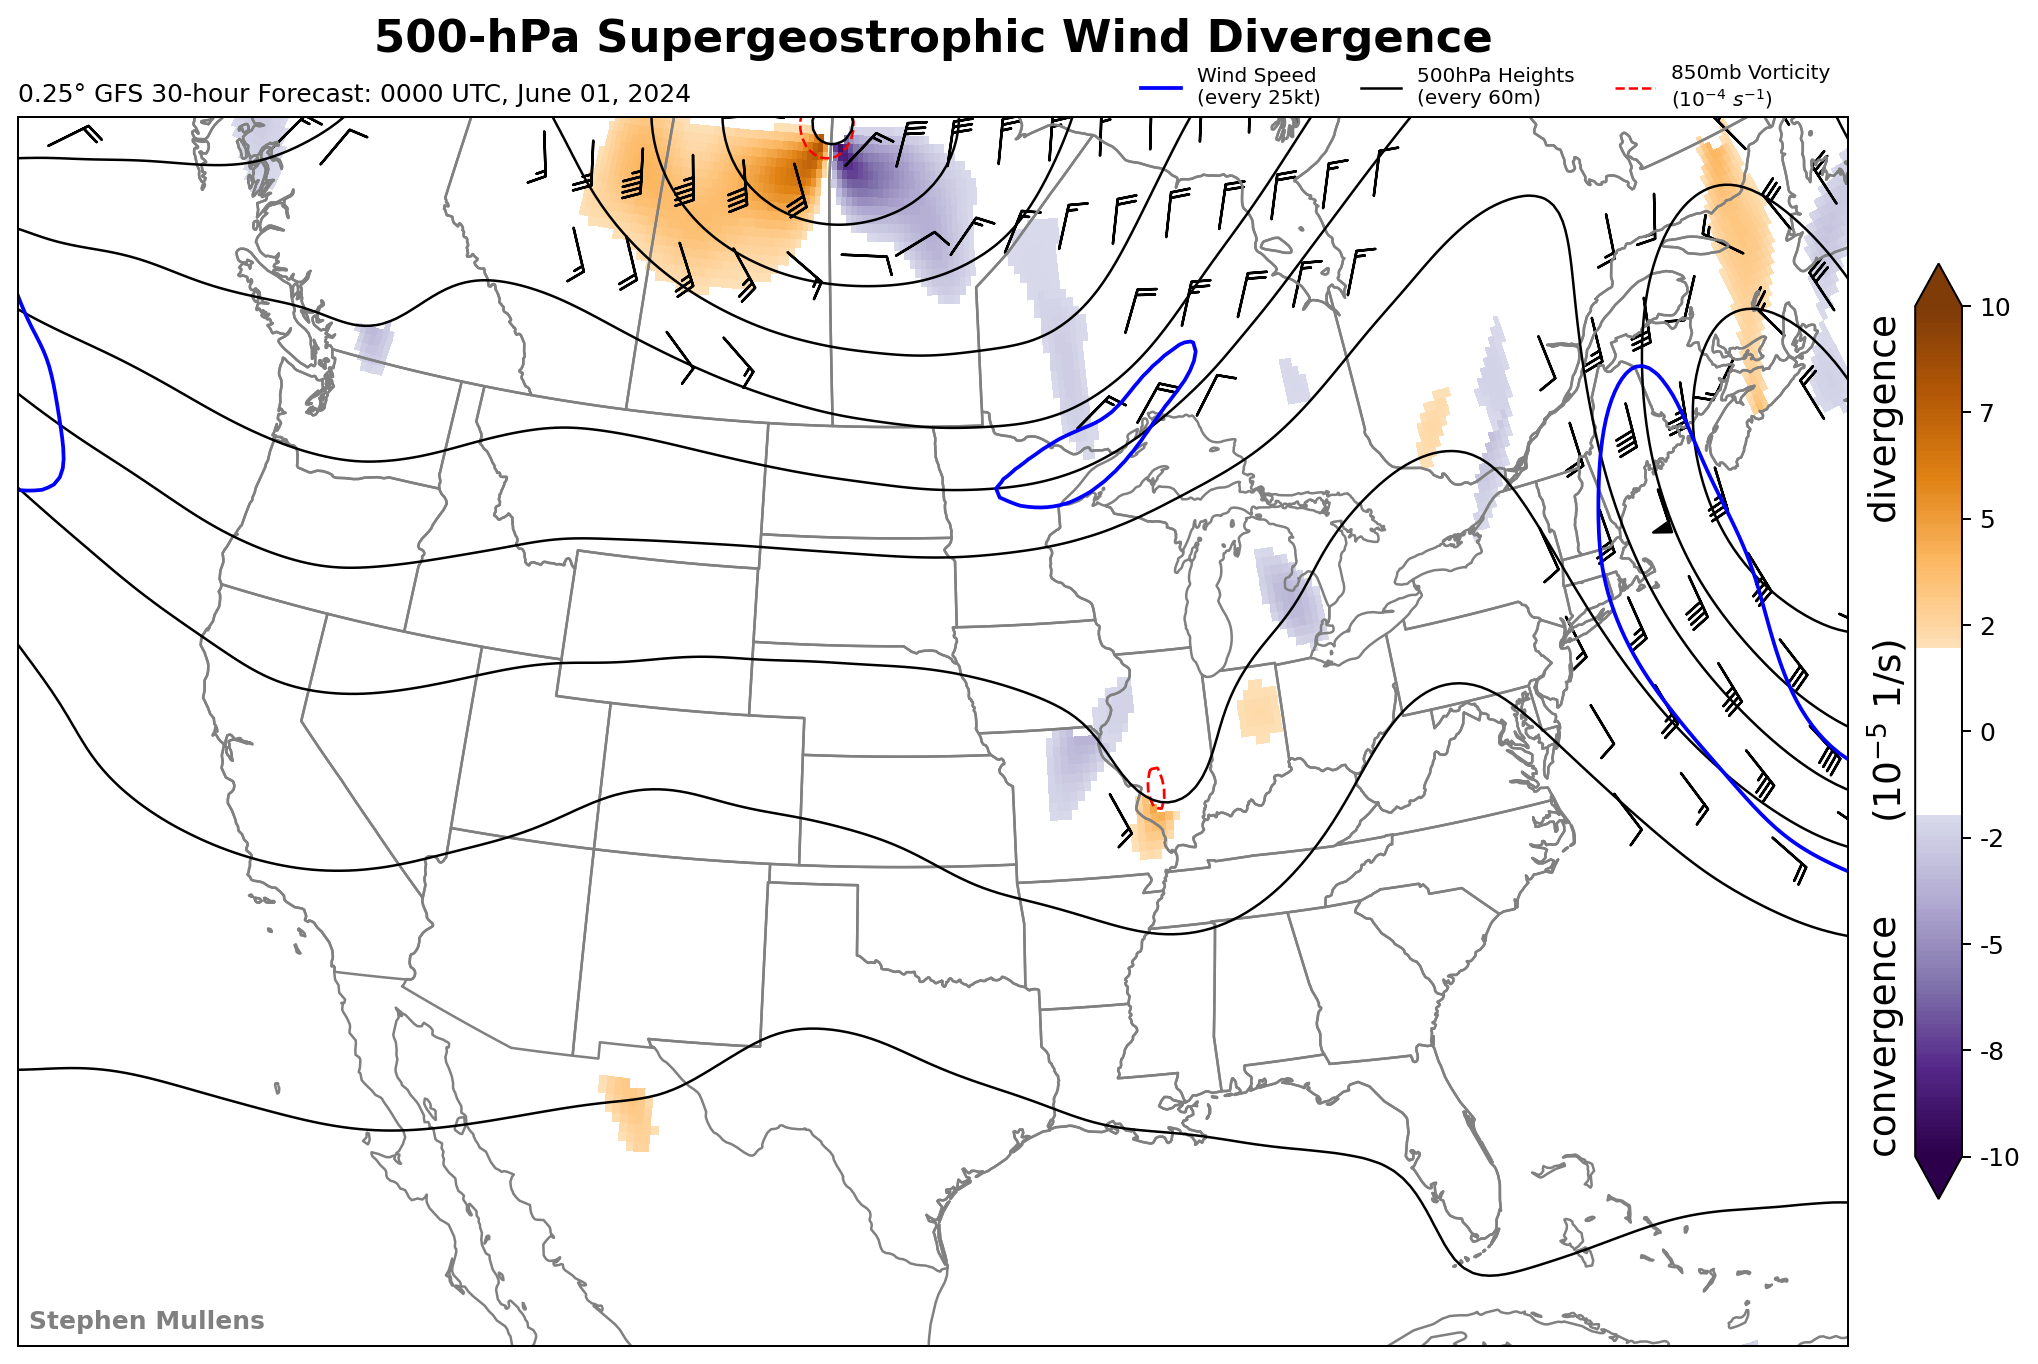 500-hPa Supergeostrophic Wind Divergence
0.25° GFS 30-hour Forecast: 0000 UTC, June 01, 2024
Wind Speed
(every 25kt)
500hPa Heights
(every 60m)
850mb Vorticity
(10⁻⁴ s⁻¹)
10
7
5
2
0
-2
-5
-8
-10
convergence (10⁻⁵ 1/s) divergence
Stephen Mullens